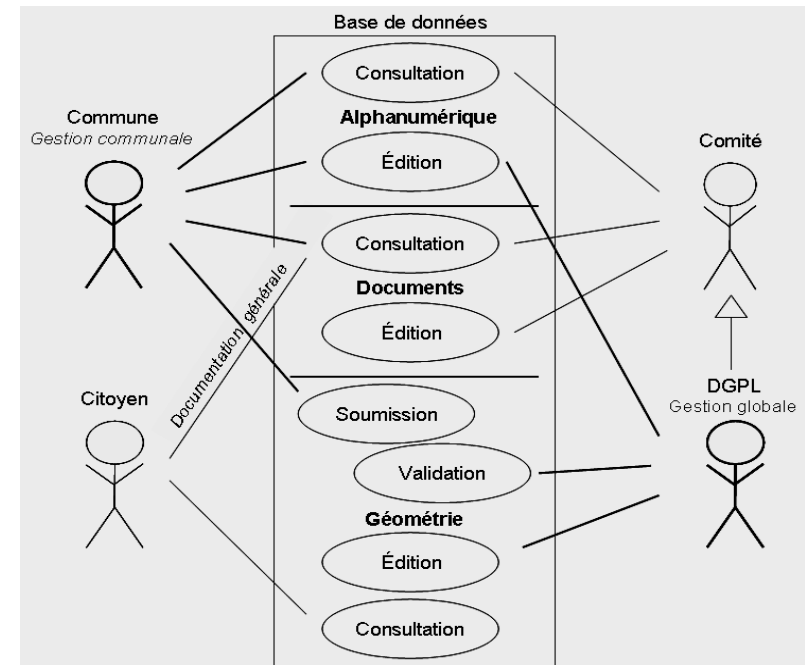 Base de données
Consultation
Commune
Gestion communale
Alphanumérique
Édition
Comité
Consultation
Documentation générale
Documents
Édition
Citoyen
DGPL
Gestion globale
Soumission
Validation
Géométrie
Édition
Consultation